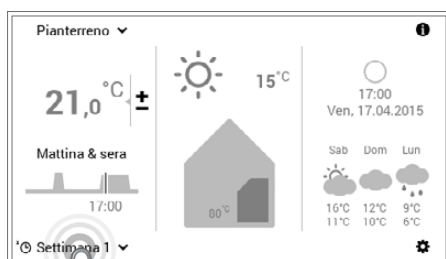 Pianterreno
21,0 °C ±
15°C
17:00
Ven, 17.04.2015
Mattina & sera
17:00
80 °C
Sab Dom Lun
16°C 12°C 9°C
11°C 10°C 6°C
Settimana 1